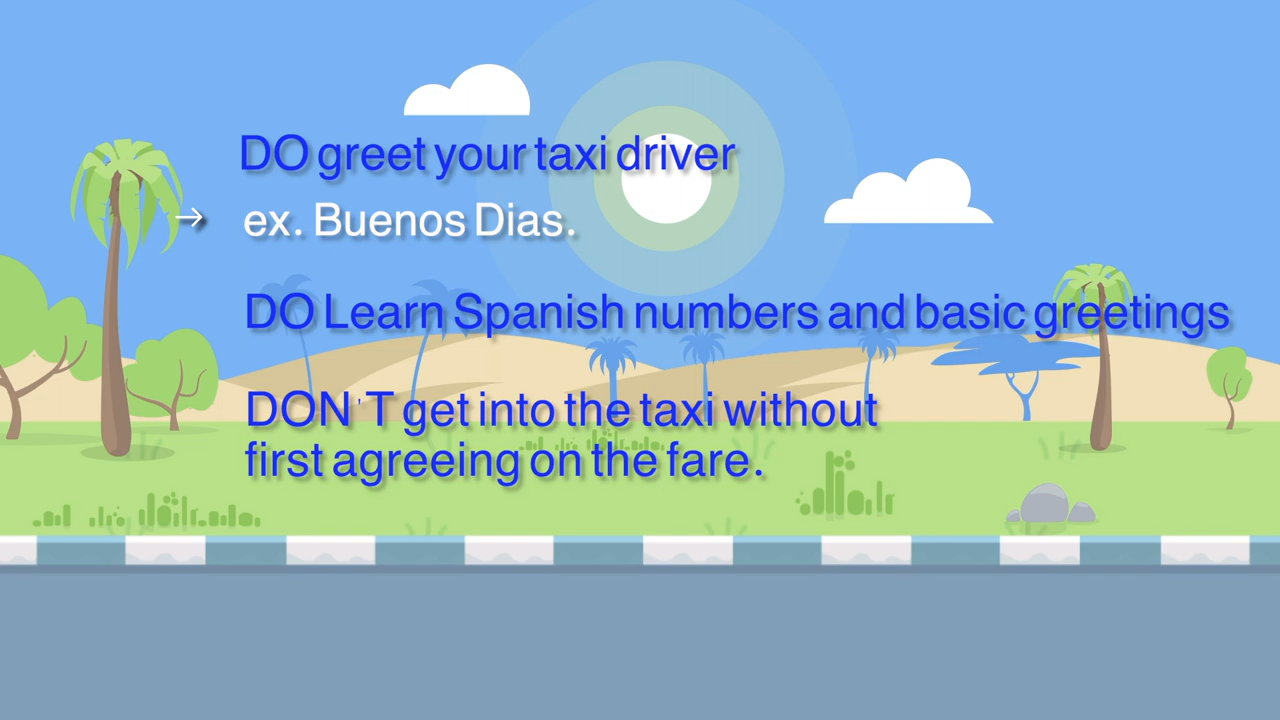 DO greet your taxi driver
→ ex. Buenos Dias.
DO Learn Spanish numbers and basic greetings
DON'T get into the taxi without
first agreeing on the fare.